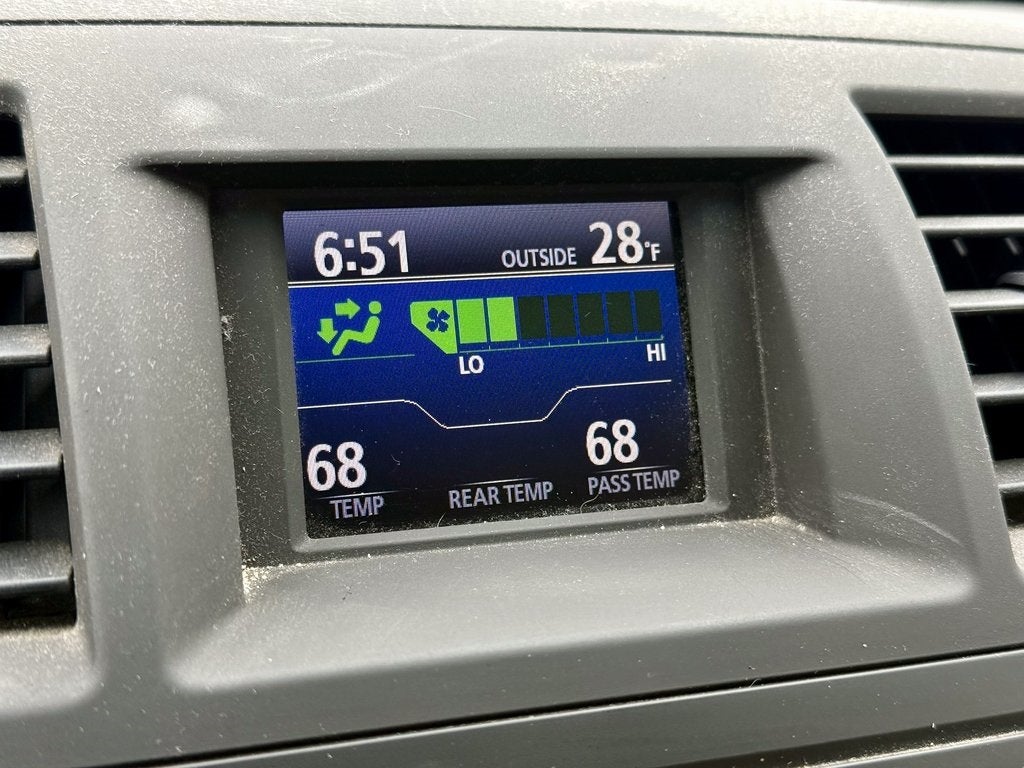 6:51 OUTSIDE 28°F
LO HI
68 68
TEMP REAR TEMP PASS TEMP